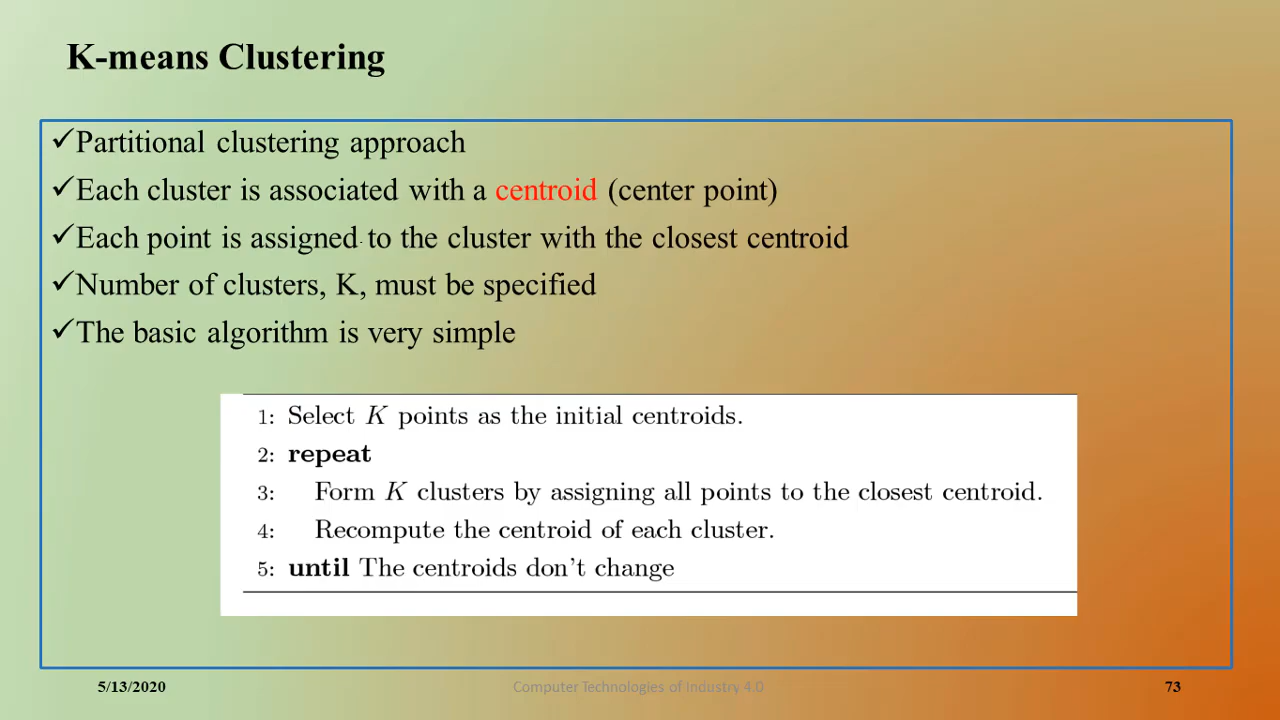 K-means Clustering
✓Partitional clustering approach
✓Each cluster is associated with a centroid (center point)
✓Each point is assigned to the cluster with the closest centroid
✓Number of clusters, K, must be specified
✓The basic algorithm is very simple
1: Select K points as the initial centroids.
2: repeat
3: Form K clusters by assigning all points to the closest centroid.
4: Recompute the centroid of each cluster.
5: until The centroids don't change
5/13/2020 Computer Technologies of Industry 4.0 73